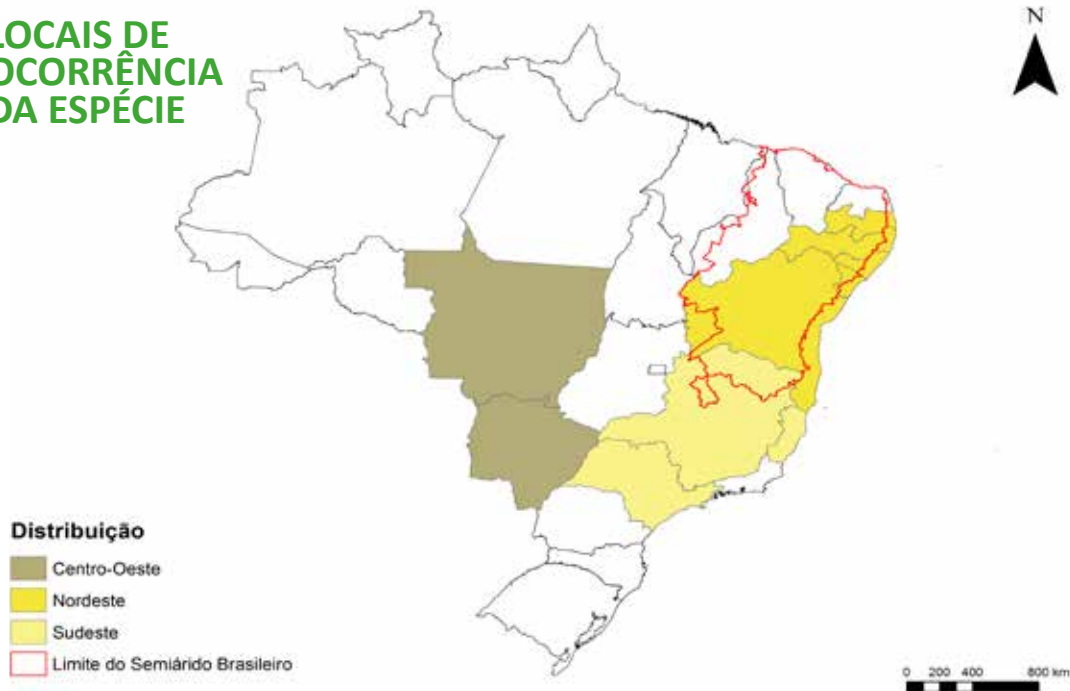 LOCAIS DE
OCORRÊNCIA
DA ESPÉCIE
N
Distribuição
Centro-Oeste
Nordeste
Sudeste
Limite do Semiárido Brasileiro
0 200 400 800 km